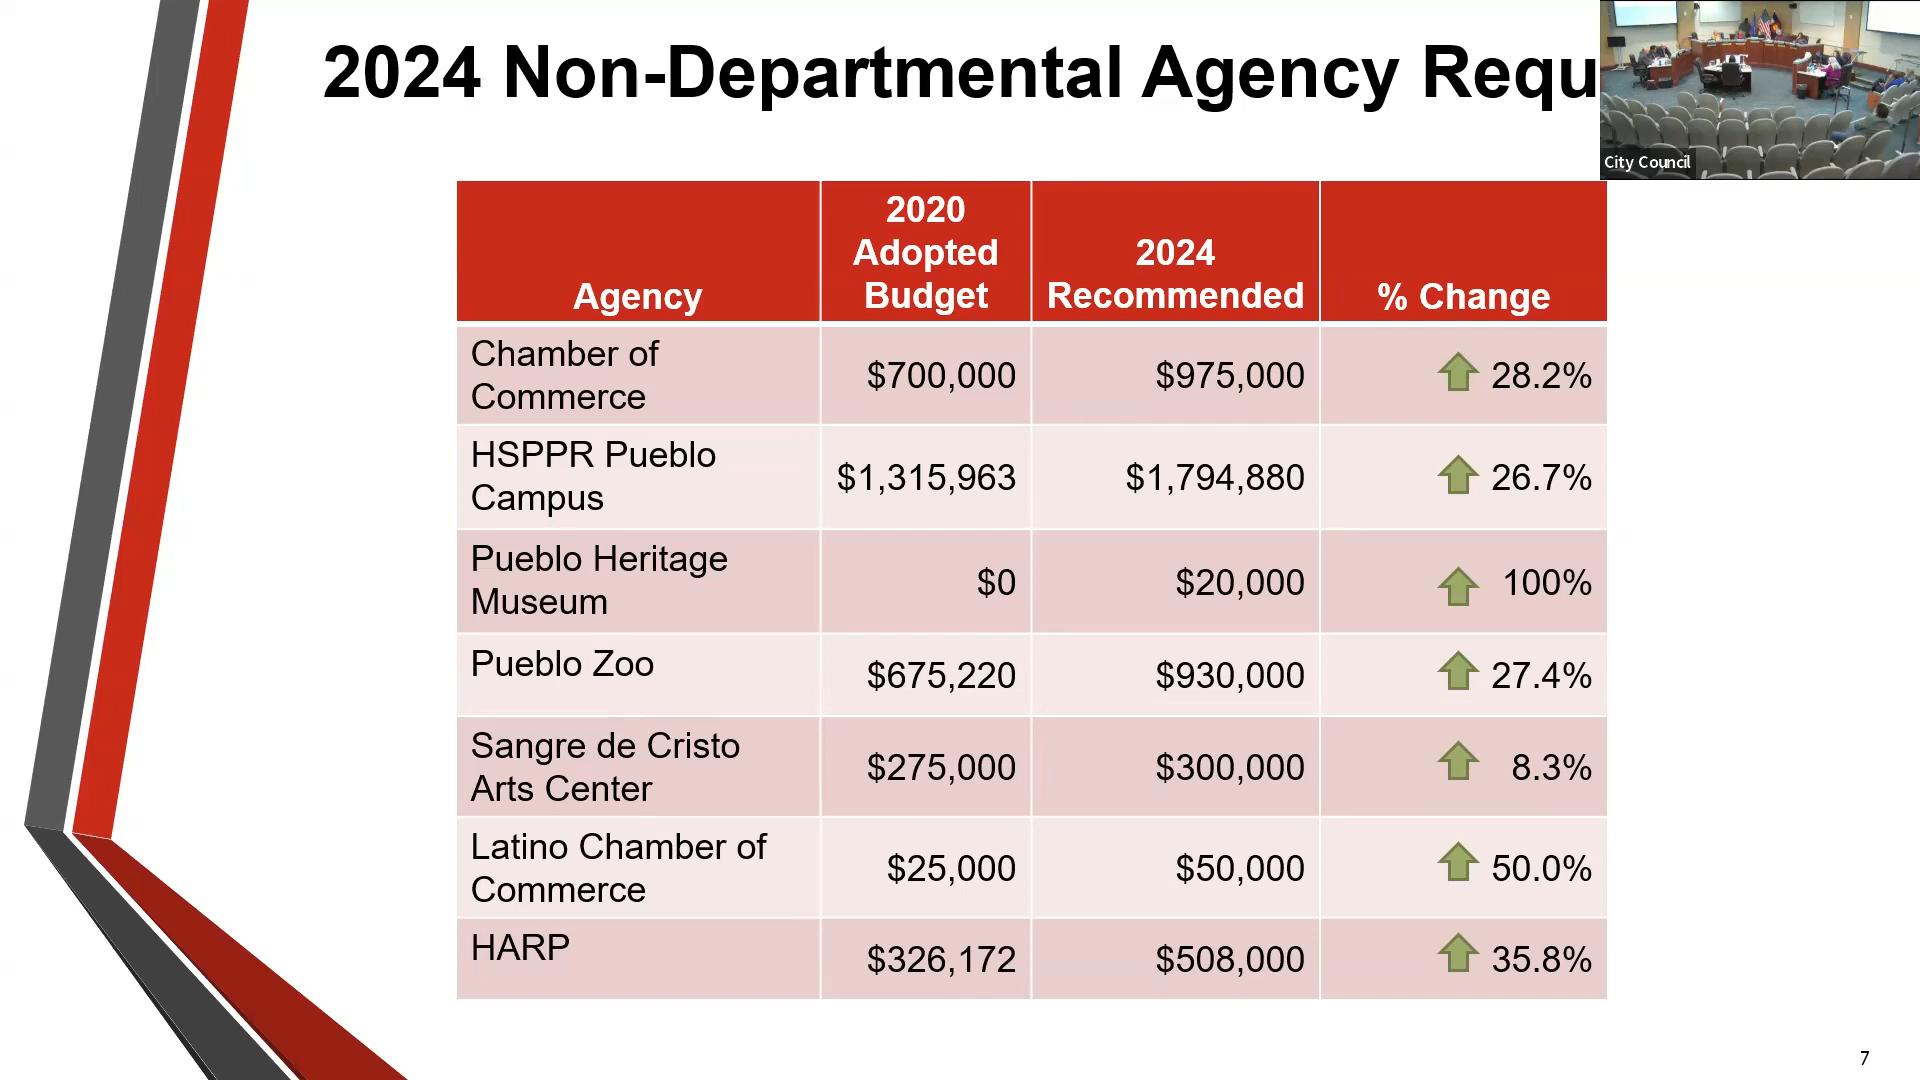 2024 Non-Departmental Agency Requ
City Council
Agency
2020
Adopted
Budget
2024
Recommended
% Change
Chamber of
Commerce
$700,000
$975,000
28.2%
HSPPR Pueblo
Campus
$1,315,963
$1,794,880
26.7%
Pueblo Heritage
Museum
$0
$20,000
100%
Pueblo Zoo
$675,220
$930,000
27.4%
Sangre de Cristo
Arts Center
$275,000
$300,000
8.3%
Latino Chamber of
Commerce
$25,000
$50,000
50.0%
HARP
$326,172
$508,000
35.8%
7